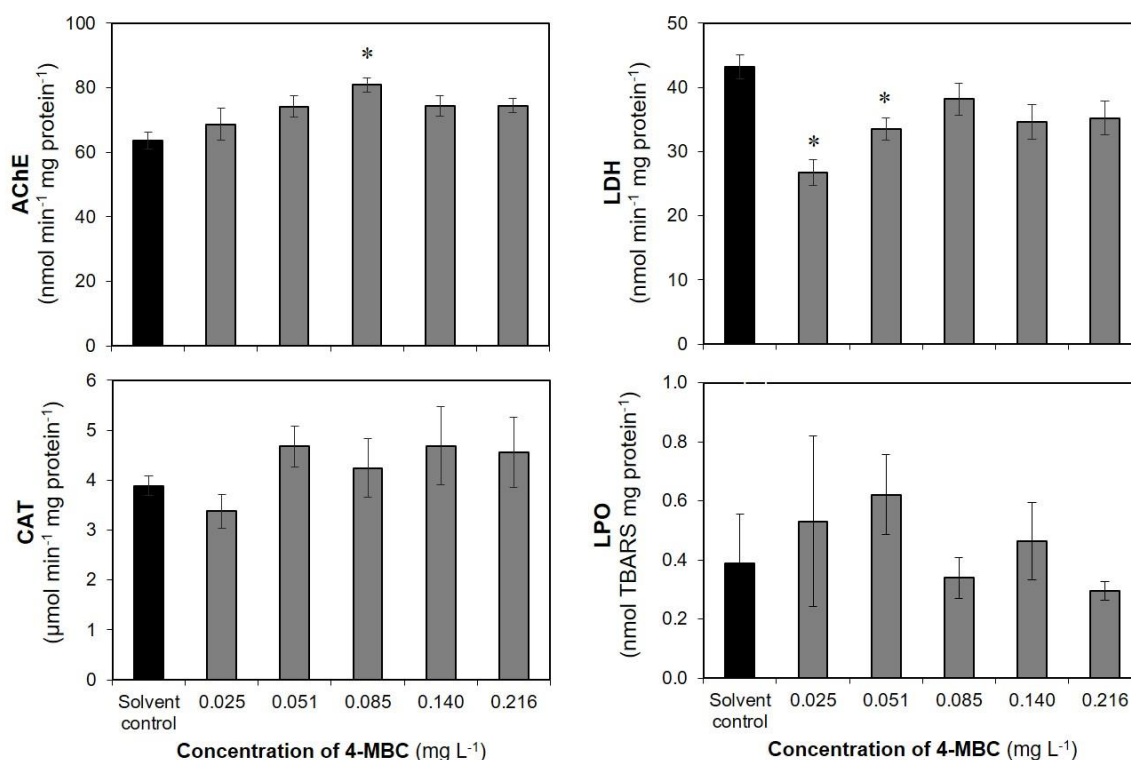 AChE
(nmol min⁻¹ mg protein⁻¹)
100
80
60
40
20
0
*
LDH
(nmol min⁻¹ mg protein⁻¹)
50
40
30
20
10
0
*
*
CAT
(µmol min⁻¹ mg protein⁻¹)
6
5
4
3
2
1
0
Solvent
control
0.025
0.051
0.085
0.140
0.216
Concentration of 4-MBC (mg L⁻¹)
LPO
(nmol TBARS mg protein⁻¹)
1.0
0.8
0.6
0.4
0.2
0.0
Solvent
control
0.025
0.051
0.085
0.140
0.216
Concentration of 4-MBC (mg L⁻¹)